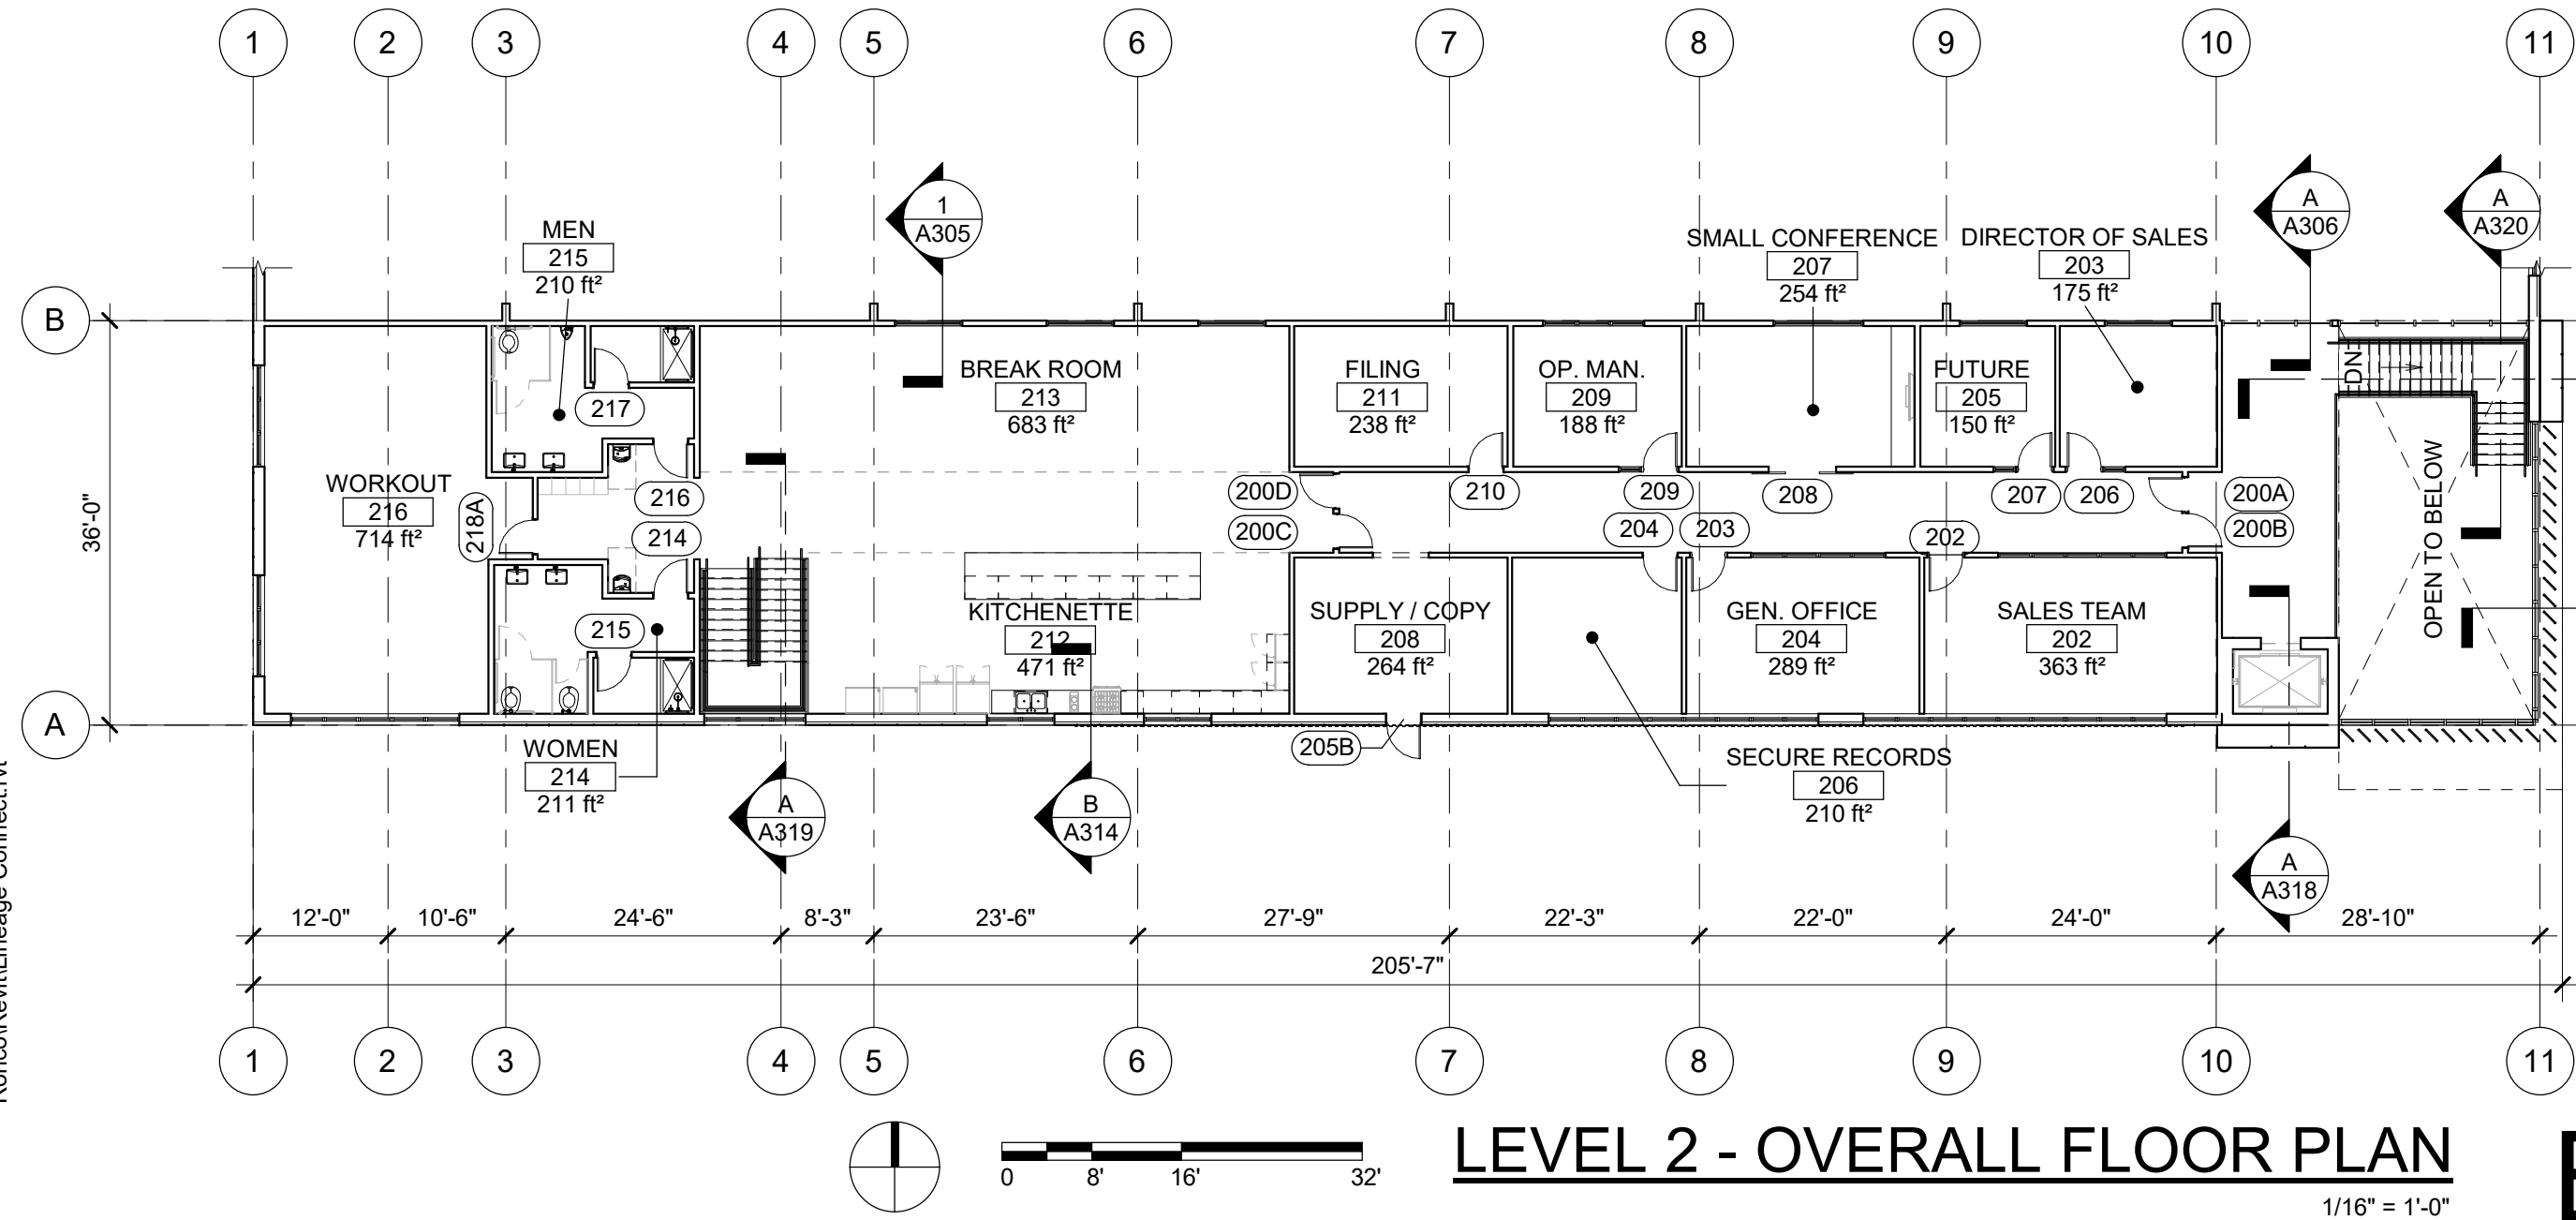 1 2 3 4 5 6 7 8 9 10 11
1
A305
A
A306
A
A320
MEN
215
210 ft²
SMALL CONFERENCE
207
254 ft²
DIRECTOR OF SALES
203
175 ft²
B
DN
BREAK ROOM
213
683 ft²
FILING
211
238 ft²
OP. MAN.
209
188 ft²
FUTURE
205
150 ft²
217
WORKOUT
216
714 ft²
36'-0"
218A
216
214
200D
200C
210
209
208
207
206
200A
200B
204
203
202
OPEN TO BELOW
KITCHENETTE
212
471 ft²
SUPPLY / COPY
208
264 ft²
GEN. OFFICE
204
289 ft²
SALES TEAM
202
363 ft²
215
A
205B
WOMEN
214
211 ft²
SECURE RECORDS
206
210 ft²
A
A319
B
A314
A
A318
12'-0" 10'-6" 24'-6" 8'-3" 23'-6" 27'-9" 22'-3" 22'-0" 24'-0" 28'-10"
205'-7"
1 2 3 4 5 6 7 8 9 10 11
0 8' 16' 32'
LEVEL 2 - OVERALL FLOOR PLAN
1/16" = 1'-0"